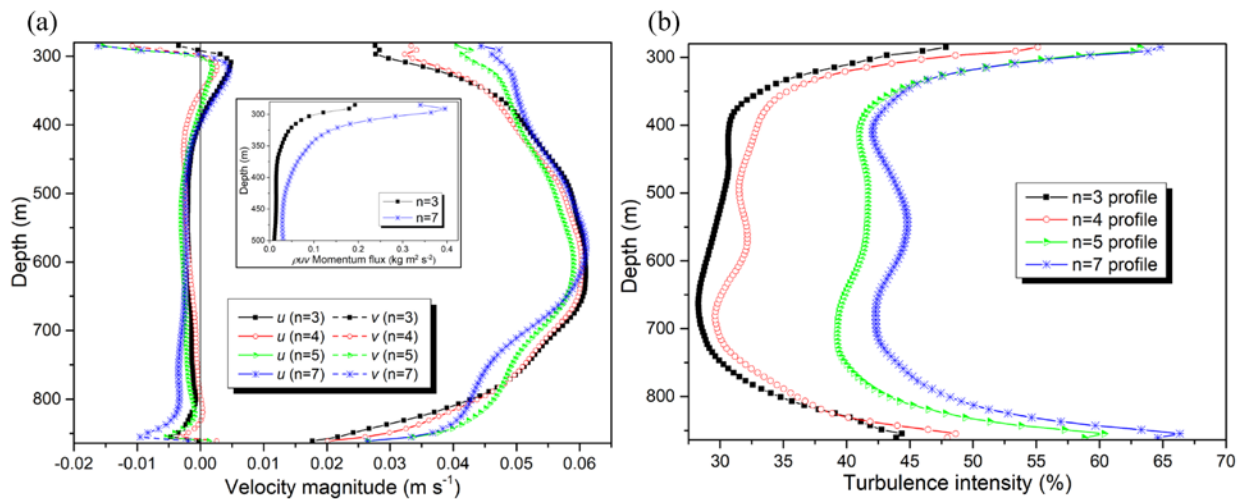 (a)
300
400
500
600
700
800
Depth (m)
-0.02 -0.01 0.00 0.01 0.02 0.03 0.04 0.05 0.06
Velocity magnitude (m s⁻¹)
300
350
400
450
500
Depth (m)
0.0 0.1 0.2 0.3 0.4
ρuv Momentum flux (kg m² s⁻²)
n=3
n=7
u (n=3) v (n=3)
u (n=4) v (n=4)
u (n=5) v (n=5)
u (n=7) v (n=7)
(b)
300
400
500
600
700
800
Depth (m)
30 35 40 45 50 55 60 65 70
Turbulence intensity (%)
n=3 profile
n=4 profile
n=5 profile
n=7 profile